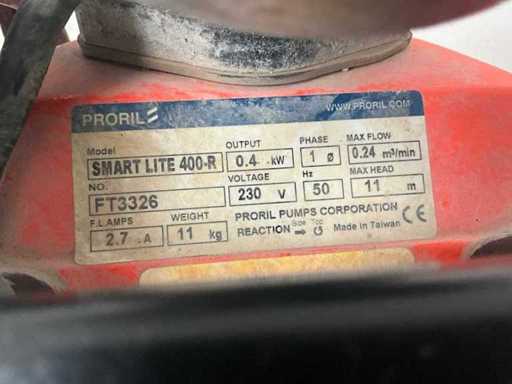 PRORIL WWW.PRORIL.COM
Model OUTPUT PHASE MAX FLOW
SMART LITE 400-R 0.4 kW 1 ø 0.24 m³/min
NO. VOLTAGE Hz MAX HEAD
FT3326 230 V 50 11 m
F.L.AMPS WEIGHT PRORIL PUMPS CORPORATION
2.7 A 11 kg REACTION Side → Top ↺ Made in Taiwan CE